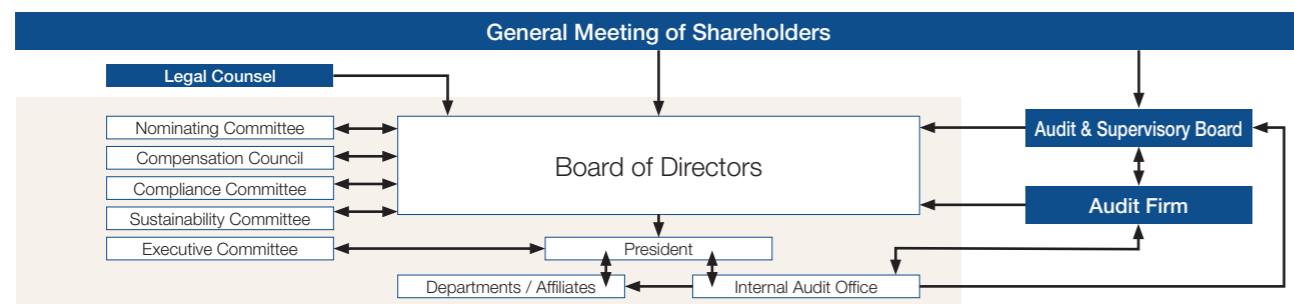 General Meeting of Shareholders
Legal Counsel
Nominating Committee
Compensation Council
Compliance Committee
Sustainability Committee
Executive Committee
Board of Directors
President
Departments / Affiliates
Internal Audit Office
Audit & Supervisory Board
Audit Firm